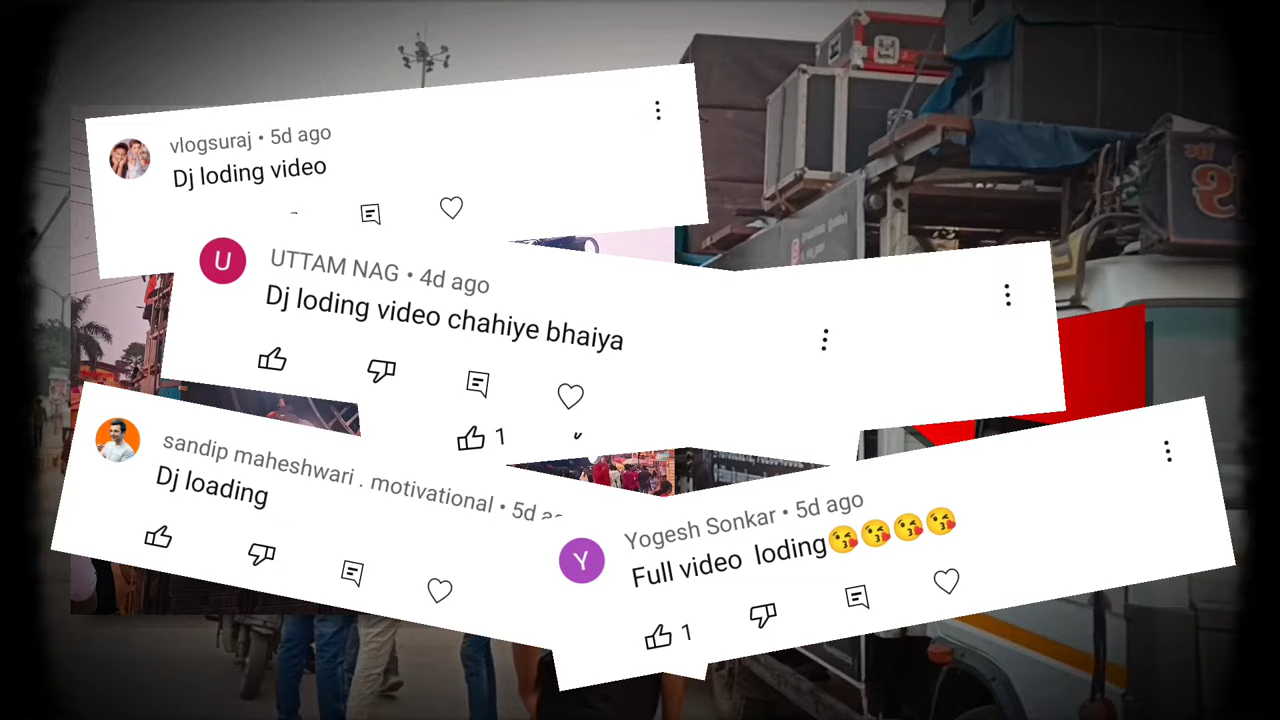 vlogsuraj • 5d ago
Dj loding video
UTTAM NAG • 4d ago
Dj loding video chahiye bhaiya
1
sandip maheshwari . motivational • 5d
Dj loading
Yogesh Sonkar • 5d ago
Full video loding😘😘😘😘
1